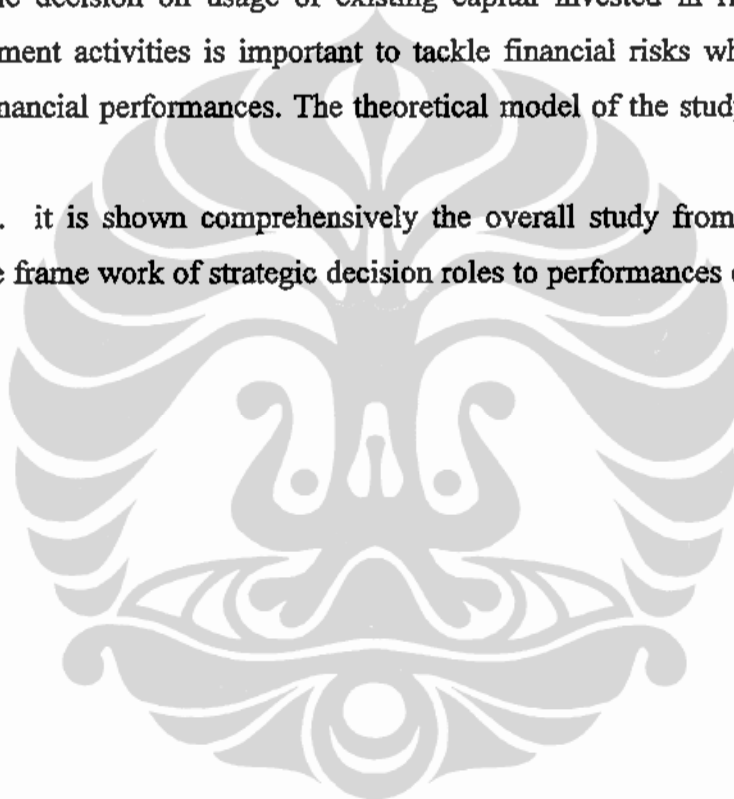 decision on usage of existing capital invested in
ment activities is important to tackle financial risks
nancial performances. The theoretical model of the study
. it is shown comprehensively the overall study from
frame work of strategic decision roles to performances